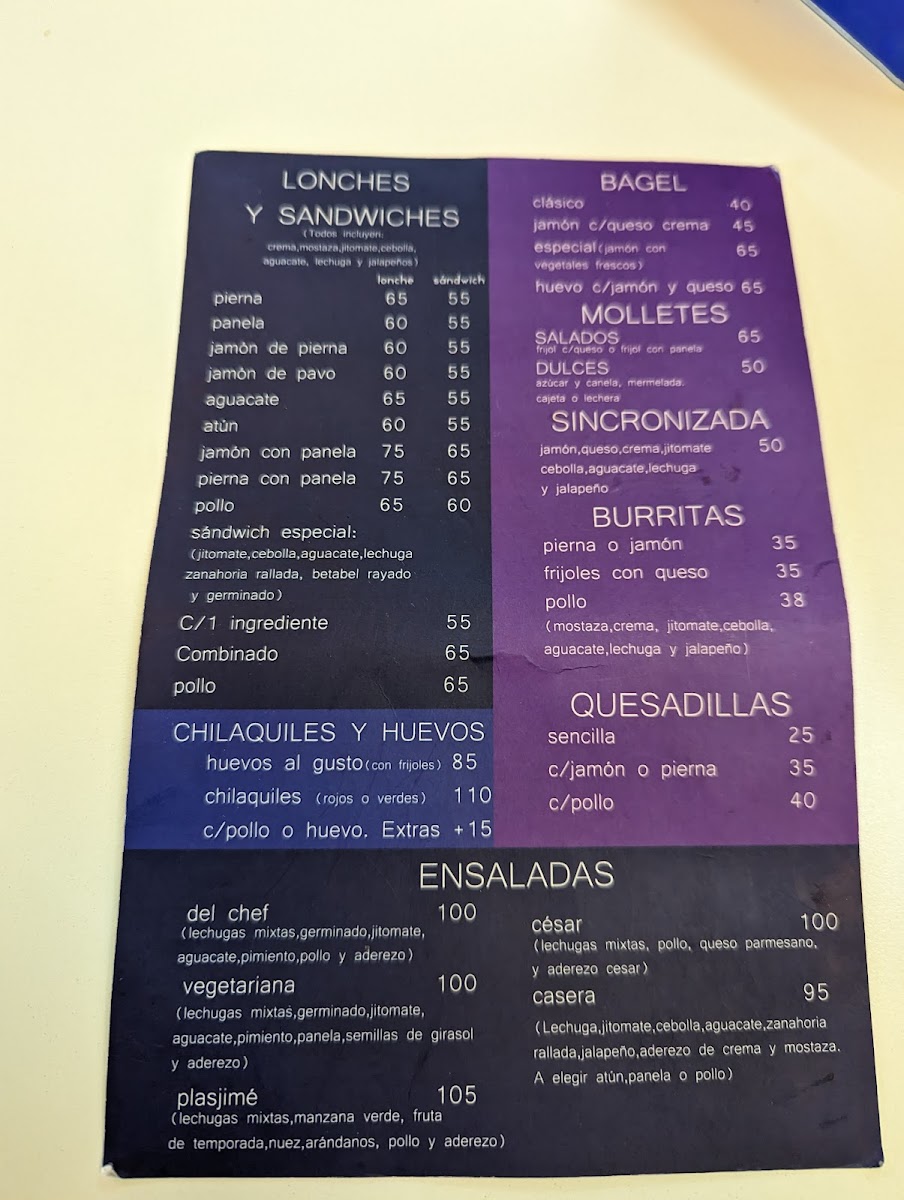 LONCHES
Y SANDWICHES
(Todos incluyen:
crema,mostaza,jitomate,cebolla,
aguacate, lechuga y jalapeños)
lonche sándwich
pierna 65 55
panela 60 55
jamón de pierna 60 55
jamón de pavo 60 55
aguacate 65 55
atún 60 55
jamón con panela 75 65
pierna con panela 75 65
pollo 65 60
sándwich especial:
(jitomate,cebolla,aguacate,lechuga
zanahoria rallada, betabel rayado
y germinado)
C/1 ingrediente 55
Combinado 65
pollo 65
CHILAQUILES Y HUEVOS
huevos al gusto(con frijoles) 85
chilaquiles (rojos o verdes) 110
c/pollo o huevo. Extras +15
BAGEL
clásico 40
jamón c/queso crema 45
especial(jamón con 65
vegetales frescos)
huevo c/jamón y queso 65
MOLLETES
SALADOS 65
frijol c/queso o frijol con panela
DULCES 50
azúcar y canela, mermelada.
cajeta o lechera
SINCRONIZADA
jamón,queso,crema,jitomate 50
cebolla,aguacate,lechuga
y jalapeño
BURRITAS
pierna o jamón 35
frijoles con queso 35
pollo 38
(mostaza,crema, jitomate,cebolla,
aguacate,lechuga y jalapeño)
QUESADILLAS
sencilla 25
c/jamón o pierna 35
c/pollo 40
ENSALADAS
del chef 100
(lechugas mixtas,germinado,jitomate,
aguacate,pimiento,pollo y aderezo)
vegetariana 100
(lechugas mixtas,germinado,jitomate,
aguacate,pimiento,panela,semillas de girasol
y aderezo)
plasjimé 105
(lechugas mixtas,manzana verde, fruta
de temporada,nuez,arándanos, pollo y aderezo)
césar 100
(lechugas mixtas, pollo, queso parmesano,
y aderezo cesar)
casera 95
(Lechuga,jitomate,cebolla,aguacate,zanahoria
rallada,jalapeño,aderezo de crema y mostaza.
A elegir atún,panela o pollo)